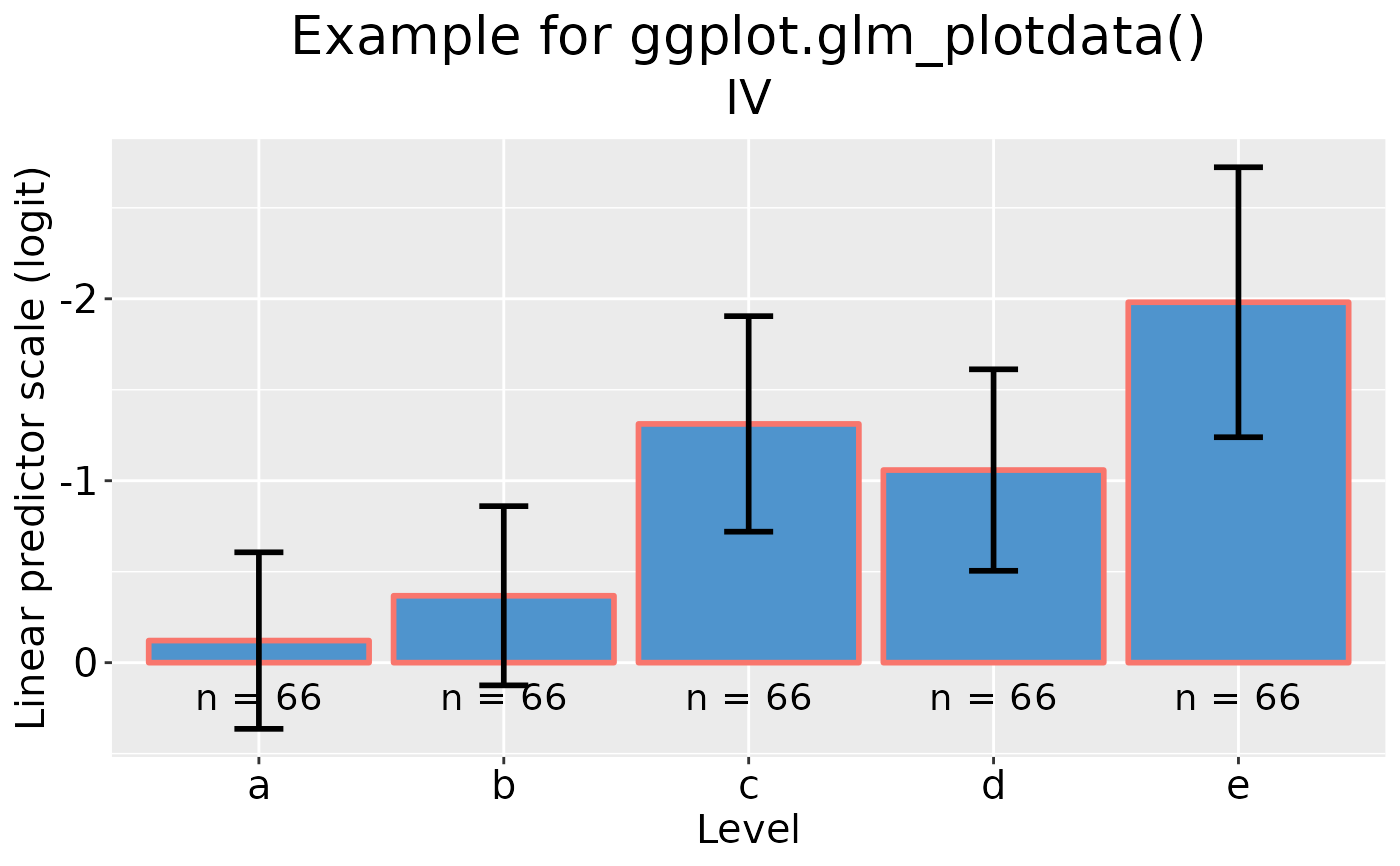 Example for ggplot.glm_plotdata()
IV
Linear predictor scale (logit)
-2
-1
0
n = 66 n = 66 n = 66 n = 66 n = 66
a b c d e
Level